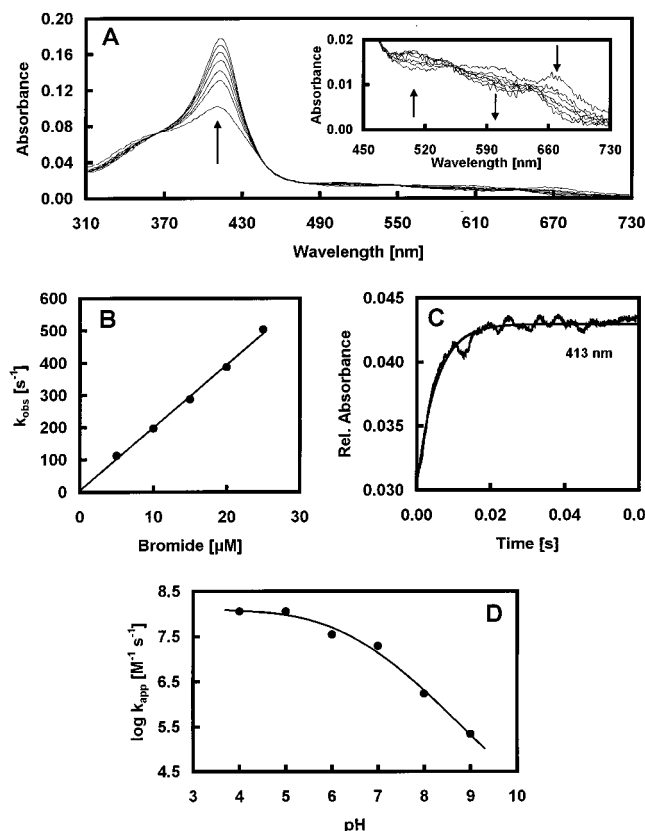 A
Absorbance
0.20
0.16
0.12
0.08
0.04
0.00
310 370 430 490 550 610 670 730
Wavelength [nm]
Absorbance
0.02
0.01
0.00
450 520 590 660 730
Wavelength [nm]
B
k_obs [s⁻¹]
600
500
400
300
200
100
0
0 10 20 30
Bromide [µM]
C
Rel. Absorbance
0.045
0.040
0.035
0.030
413 nm
0.00 0.02 0.04 0.0
Time [s]
D
log k_app [M⁻¹ s⁻¹]
8.5
7.5
6.5
5.5
4.5
3 4 5 6 7 8 9 10
pH